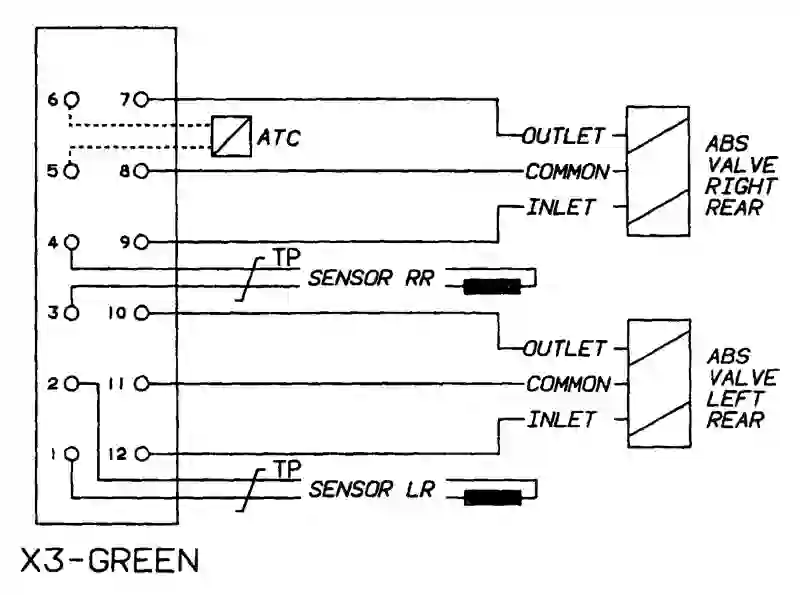 6 7
ATC
OUTLET
5 8
COMMON
INLET
ABS
VALVE
RIGHT
REAR
4 9
TP
SENSOR RR
3 10
OUTLET
2 11
COMMON
INLET
ABS
VALVE
LEFT
REAR
1 12
TP
SENSOR LR
X3-GREEN